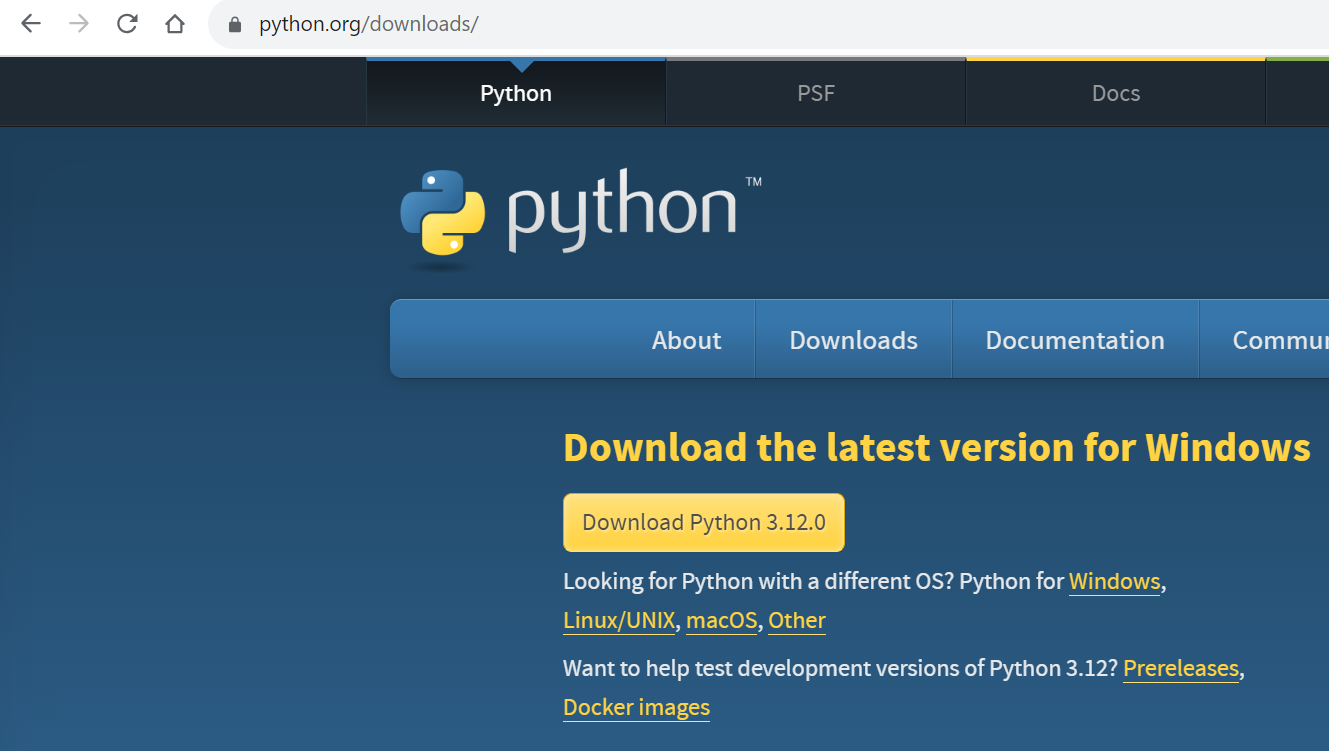 python.org/downloads/
Python PSF Docs
python™
About Downloads Documentation Commun
Download the latest version for Windows
Download Python 3.12.0
Looking for Python with a different OS? Python for Windows,
Linux/UNIX, macOS, Other
Want to help test development versions of Python 3.12? Prereleases,
Docker images